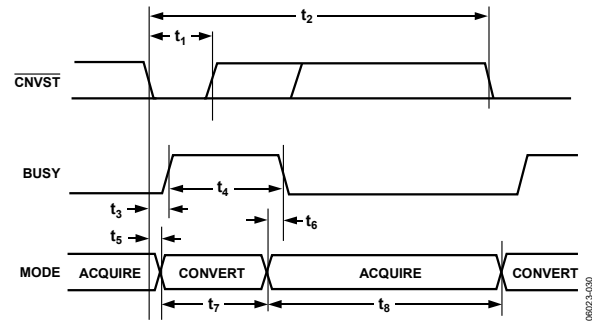 t2
t1
CNVST
BUSY
t4
t3
t6
t5
MODE ACQUIRE CONVERT ACQUIRE CONVERT
t7 t8
06023-030